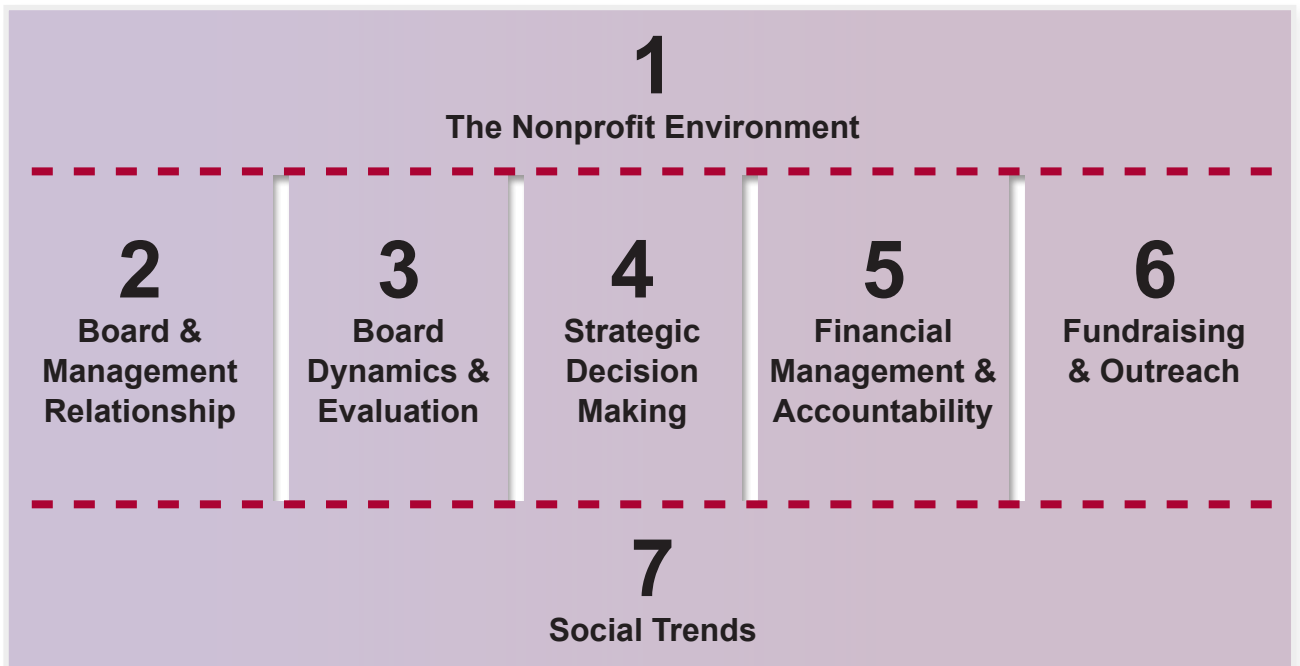 1
The Nonprofit Environment
2
Board &
Management
Relationship
3
Board
Dynamics &
Evaluation
4
Strategic
Decision
Making
5
Financial
Management &
Accountability
6
Fundraising
& Outreach
7
Social Trends